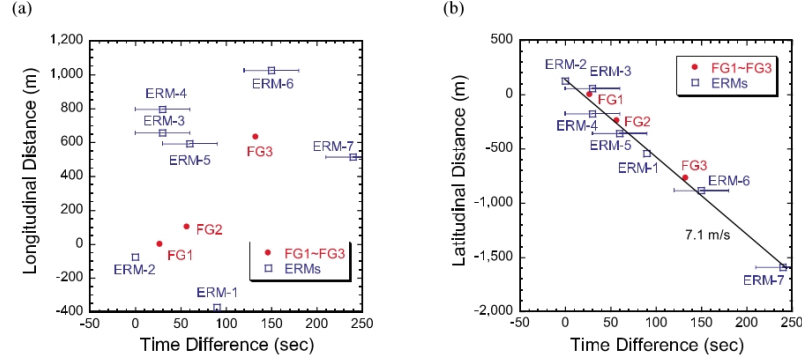 (a)
1,200
1,000
800
600
400
200
0
-200
-400
Longitudinal Distance (m)
ERM-6
ERM-4
ERM-3
ERM-5
FG3
ERM-7
FG2
FG1
ERM-2
ERM-1
FG1~FG3
ERMs
-50 0 50 100 150 200 250
Time Difference (sec)
(b)
500
0
-500
-1,000
-1,500
-2,000
Latitudinal Distance (m)
ERM-2
ERM-3
FG1
FG2
ERM-4
ERM-5
ERM-1
FG3
ERM-6
7.1 m/s
ERM-7
FG1~FG3
ERMs
-50 0 50 100 150 200 250
Time Difference (sec)